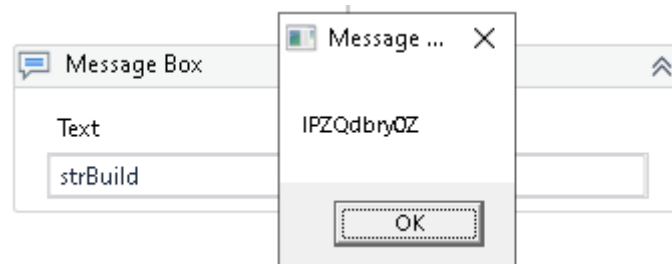 Message Box
Message ...
Text
IPZQdbry0Z
strBuild
OK